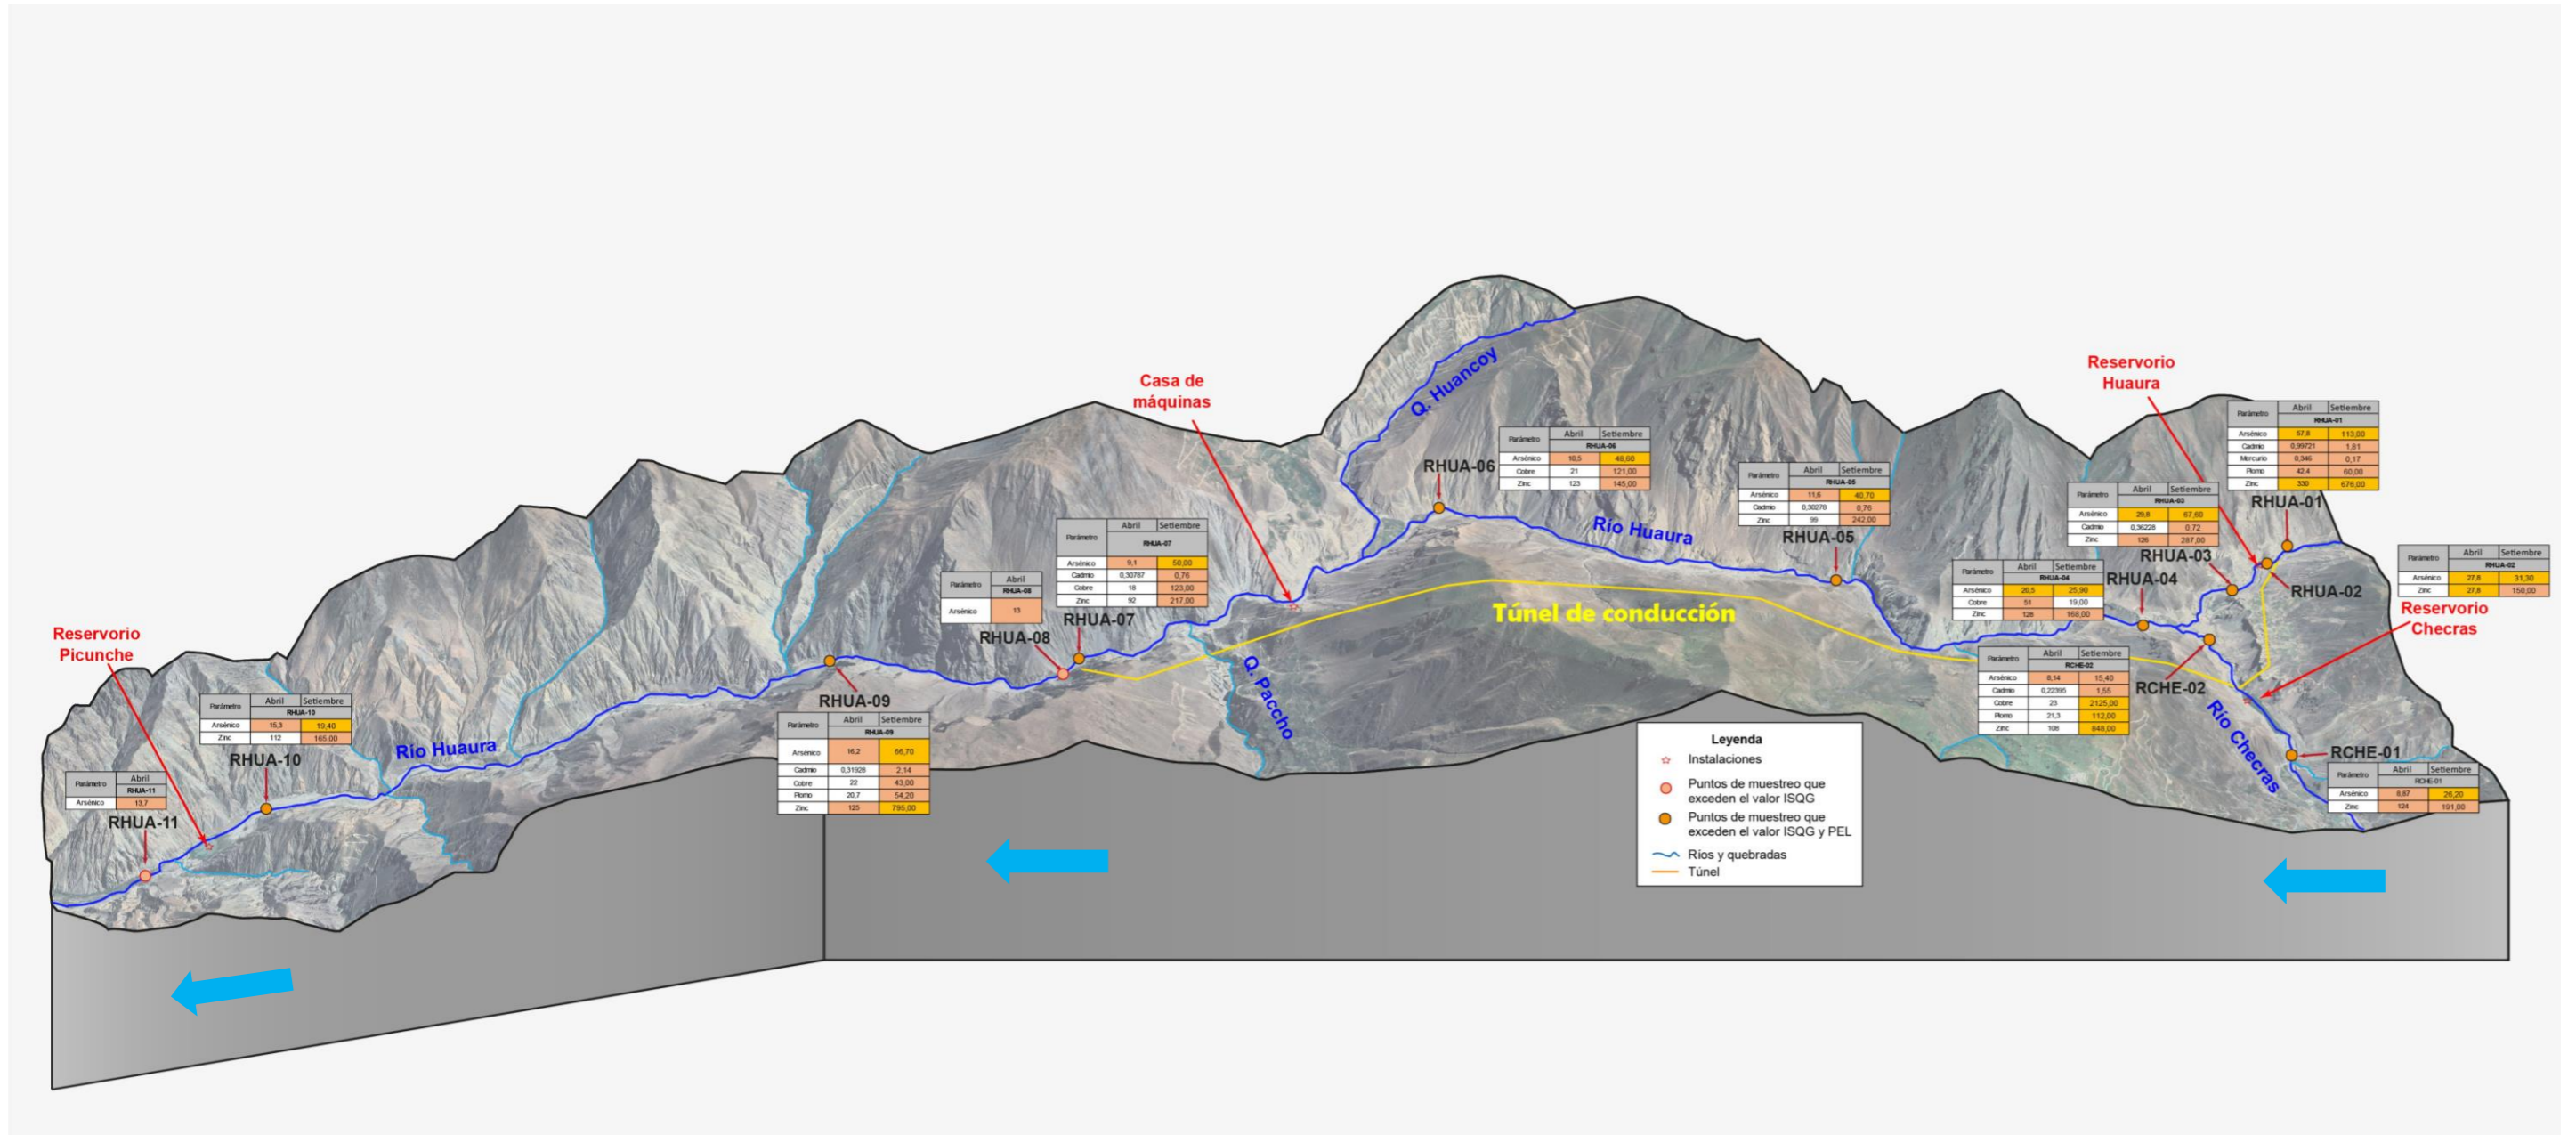 Reservorio
Huaura
Casa de
máquinas
Q. Huancoy
Parámetro Abril Setiembre
RHUA-01
Arsénico 57,8 113,00
Cadmio 0,99721 1,81
Mercurio 0,346 0,17
Plomo 42,4 60,00
Zinc 330 678,00
RHUA-01
Parámetro Abril Setiembre
RHUA-06
Arsénico 16,5 48,60
Cobre 21 121,00
Zinc 123 145,00
RHUA-06
Parámetro Abril Setiembre
RHUA-05
Arsénico 11,6 40,70
Cadmio 0,30278 0,76
Zinc 99 242,00
RHUA-05
Río Huaura
Parámetro Abril Setiembre
RHUA-03
Arsénico 29,8 67,60
Cadmio 0,36228 0,72
Zinc 126 287,00
RHUA-03
Parámetro Abril Setiembre
RHUA-02
Arsénico 27,8 31,30
Zinc 27,8 150,00
RHUA-02
Parámetro Abril Setiembre
RHUA-04
Arsénico 20,5 25,90
Cobre 51 19,00
Zinc 128 168,00
RHUA-04
Reservorio
Checras
Túnel de conducción
Parámetro Abril Setiembre
RHUA-07
Arsénico 9,1 50,00
Cadmio 0,30787 0,76
Cobre 18 123,00
Zinc 92 217,00
RHUA-07
Parámetro Abril
RHUA-08
Arsénico 13
RHUA-08
Reservorio
Picunche
Parámetro Abril Setiembre
RCHE-02
Arsénico 8,14 15,40
Cadmio 0,22395 1,55
Cobre 23 2125,00
Plomo 21,3 112,00
Zinc 108 848,00
RCHE-02
Q. Paccho
Río Checras
RHUA-09
Parámetro Abril Setiembre
RHUA-09
Arsénico 16,2 66,70
Cadmio 0,31928 2,14
Cobre 22 43,00
Plomo 20,7 54,20
Zinc 125 795,00
Parámetro Abril Setiembre
RHUA-10
Arsénico 15,3 19,40
Zinc 112 165,00
RHUA-10
Río Huaura
RCHE-01
Parámetro Abril Setiembre
RCHE-01
Arsénico 8,87 26,20
Zinc 124 191,00
Parámetro Abril
RHUA-11
Arsénico 13,7
RHUA-11
Leyenda
Instalaciones
Puntos de muestreo que
exceden el valor ISQG
Puntos de muestreo que
exceden el valor ISQG y PEL
Ríos y quebradas
Túnel